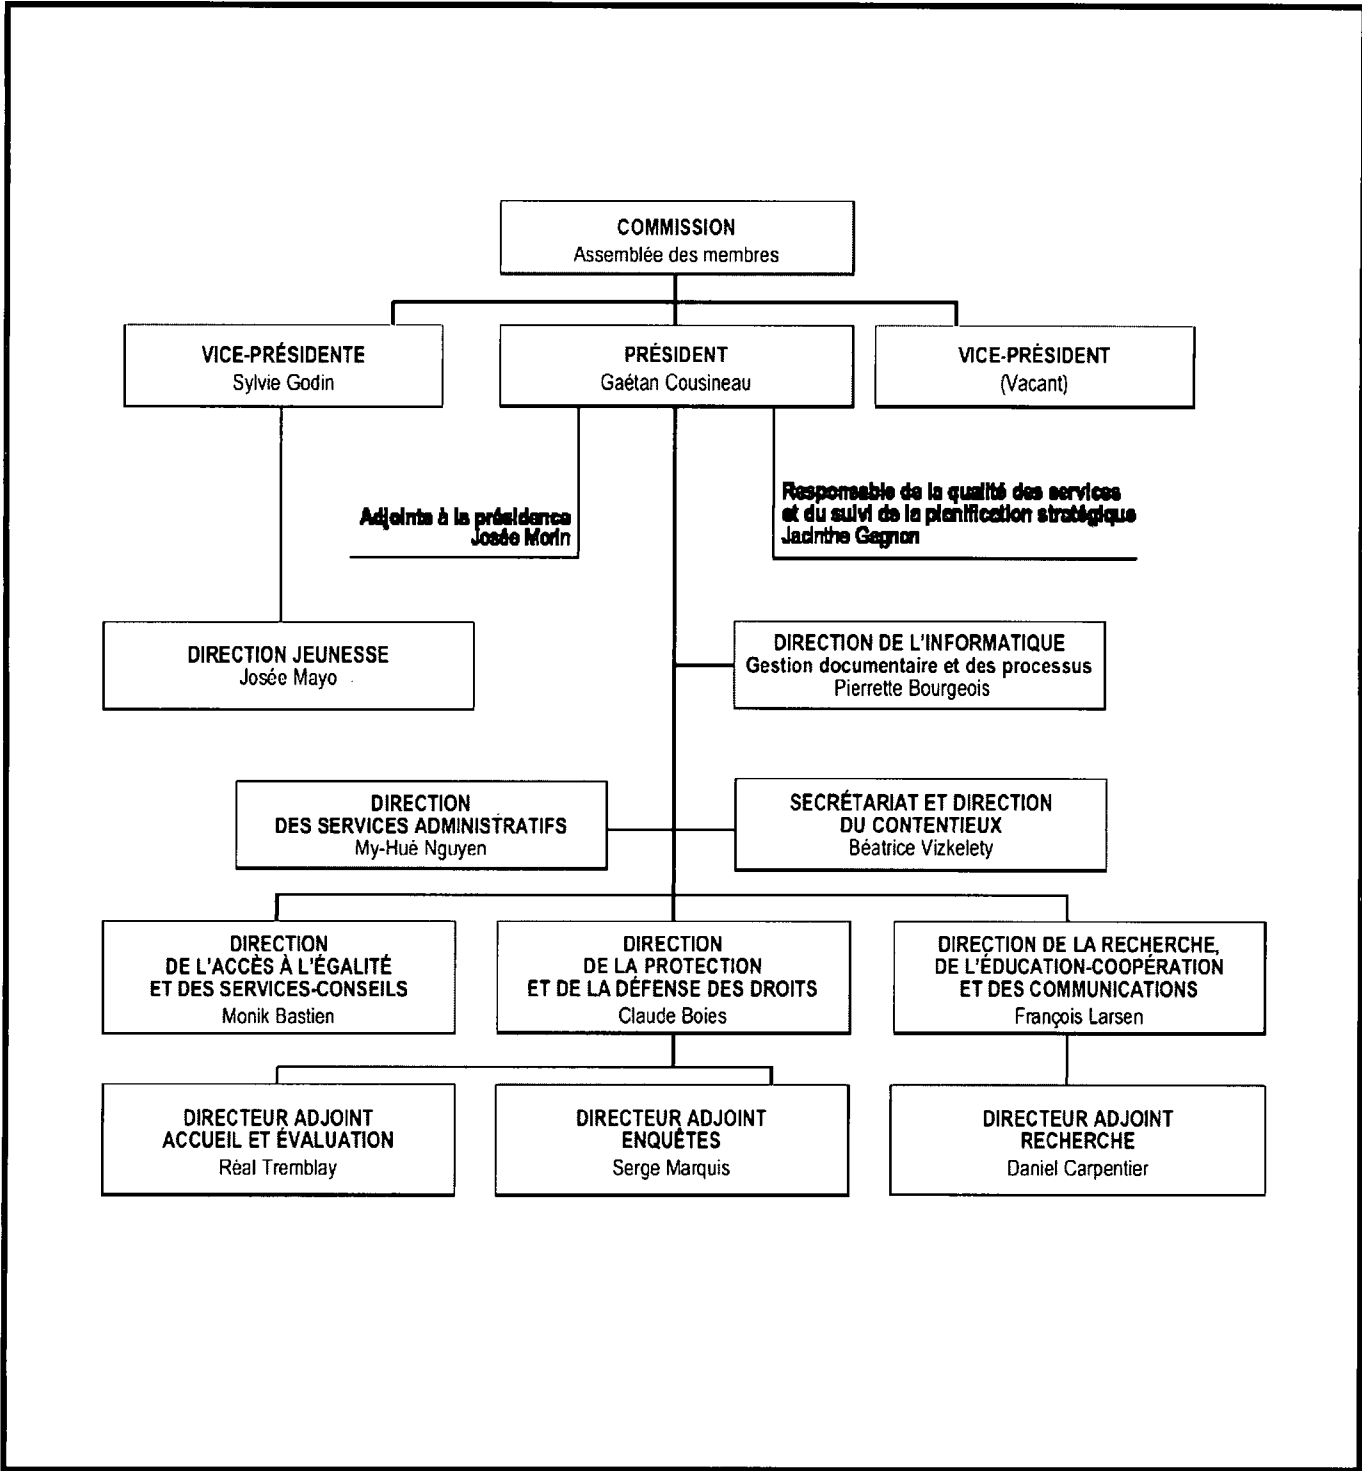 COMMISSION
Assemblée des membres
VICE-PRÉSIDENTE
Sylvie Godin
PRÉSIDENT
Gaétan Cousineau
VICE-PRÉSIDENT
(Vacant)
Adjointe à la présidence
Josée Morin
Responsable de la qualité des services
et du suivi de la planification stratégique
Jacinthe Gagnon
DIRECTION JEUNESSE
Josée Mayo
DIRECTION DE L'INFORMATIQUE
Gestion documentaire et des processus
Pierrette Bourgeois
DIRECTION
DES SERVICES ADMINISTRATIFS
My-Huê Nguyen
SECRÉTARIAT ET DIRECTION
DU CONTENTIEUX
Béatrice Vizkelety
DIRECTION
DE L'ACCÈS À L'ÉGALITÉ
ET DES SERVICES-CONSEILS
Monik Bastien
DIRECTION
DE LA PROTECTION
ET DE LA DÉFENSE DES DROITS
Claude Boies
DIRECTION DE LA RECHERCHE,
DE L'ÉDUCATION-COOPÉRATION
ET DES COMMUNICATIONS
François Larsen
DIRECTEUR ADJOINT
ACCUEIL ET ÉVALUATION
Réal Tremblay
DIRECTEUR ADJOINT
ENQUÊTES
Serge Marquis
DIRECTEUR ADJOINT
RECHERCHE
Daniel Carpentier